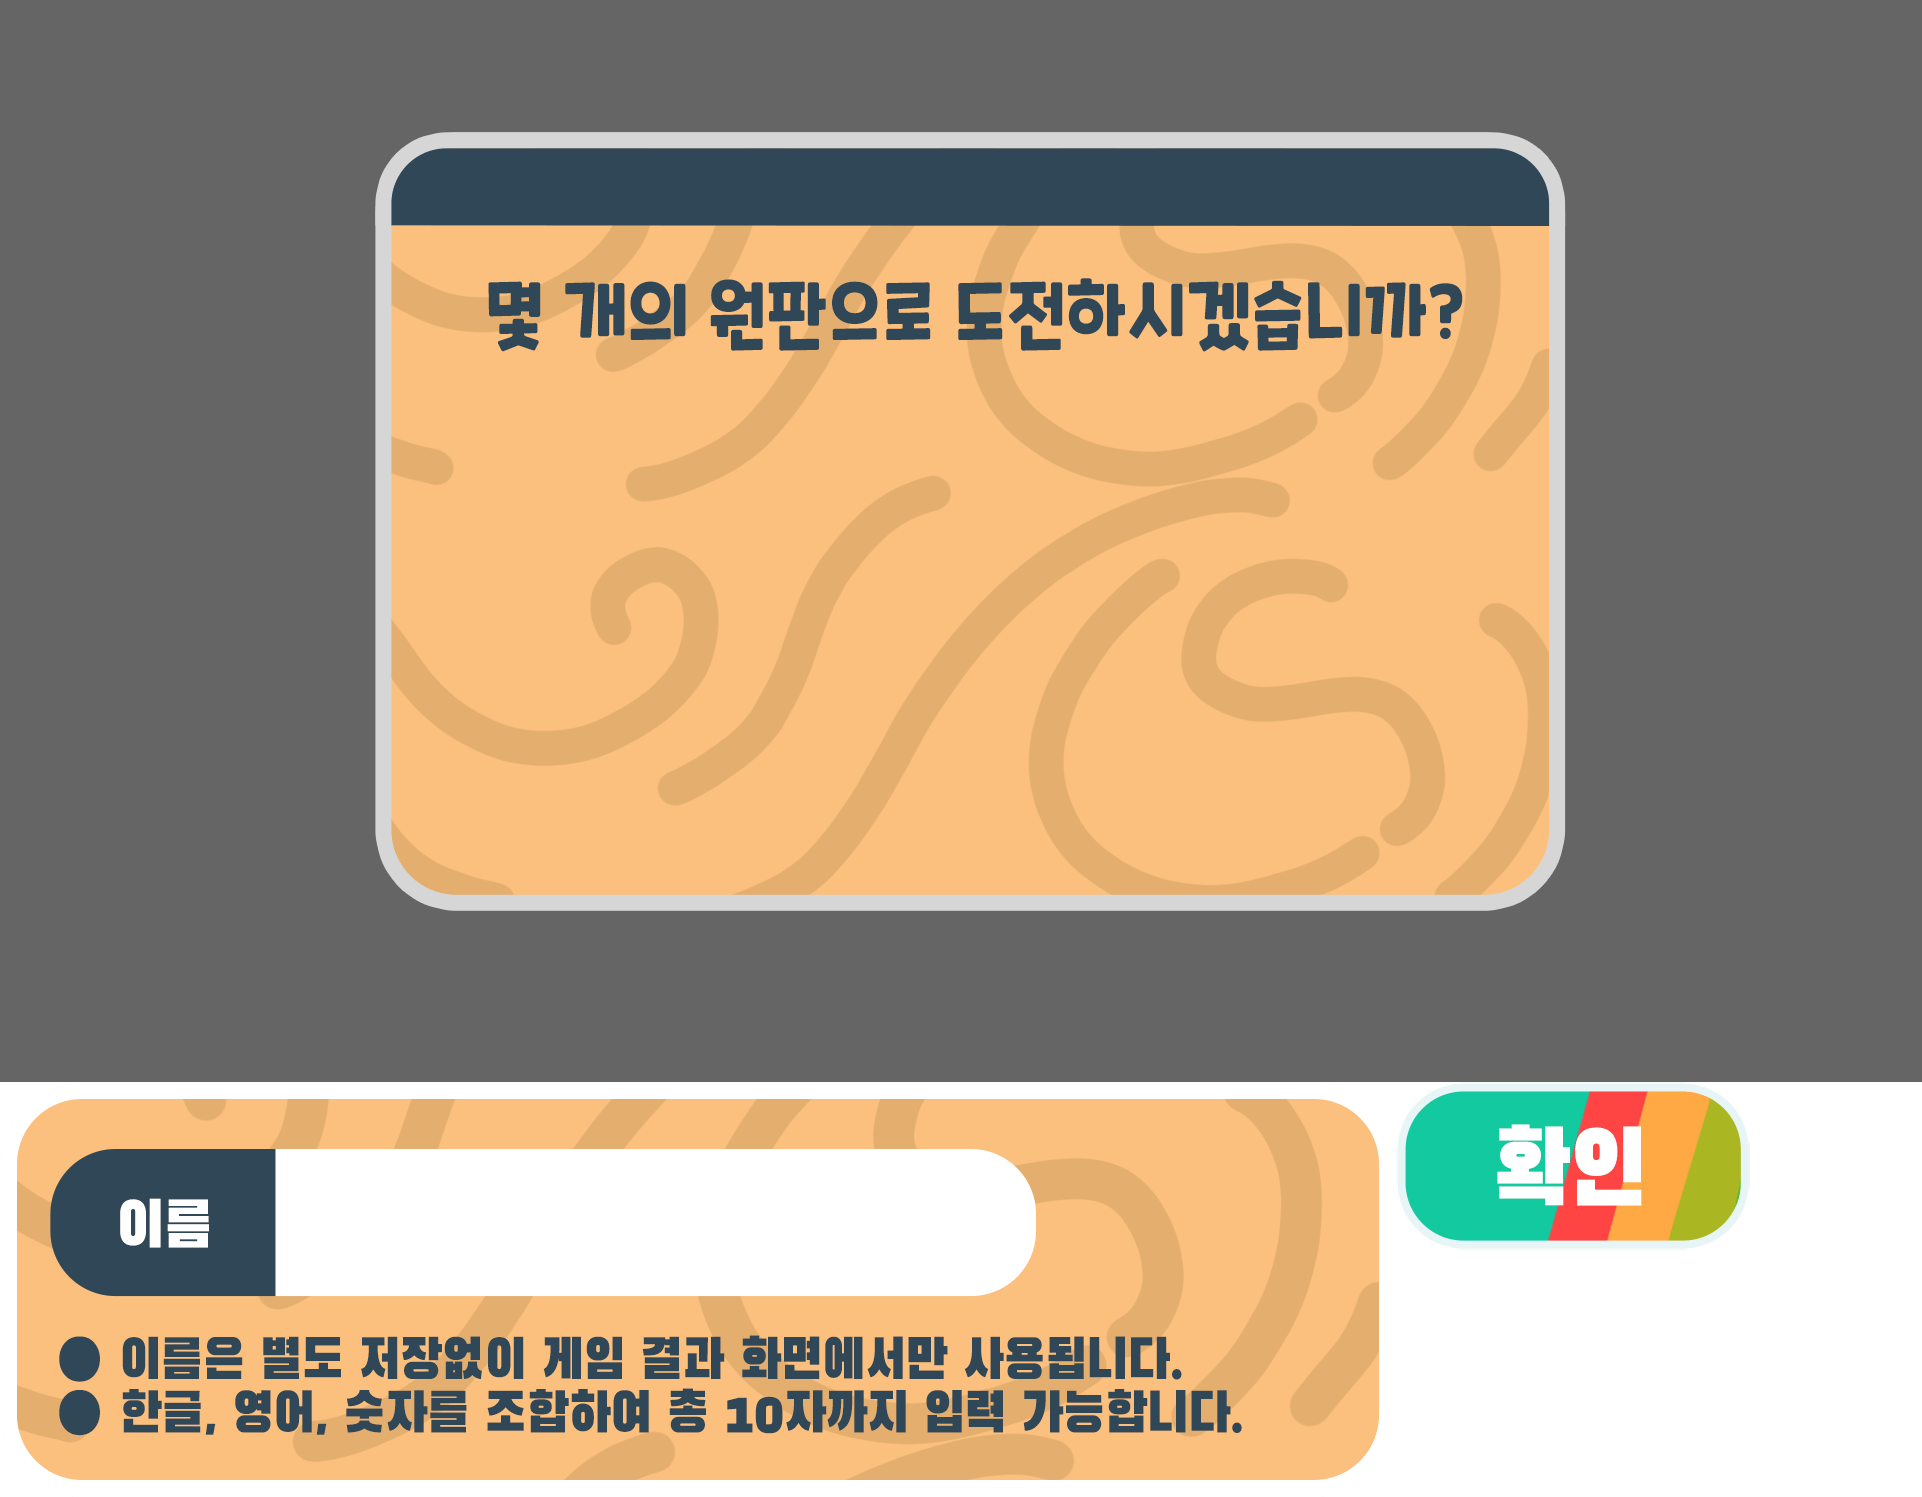 몇 개의 원판으로 도전하시겠습니까?
확인
이름
● 이름은 별도 저장없이 게임 결과 화면에서만 사용됩니다.
● 한글, 영어, 숫자를 조합하여 총 10자까지 입력 가능합니다.